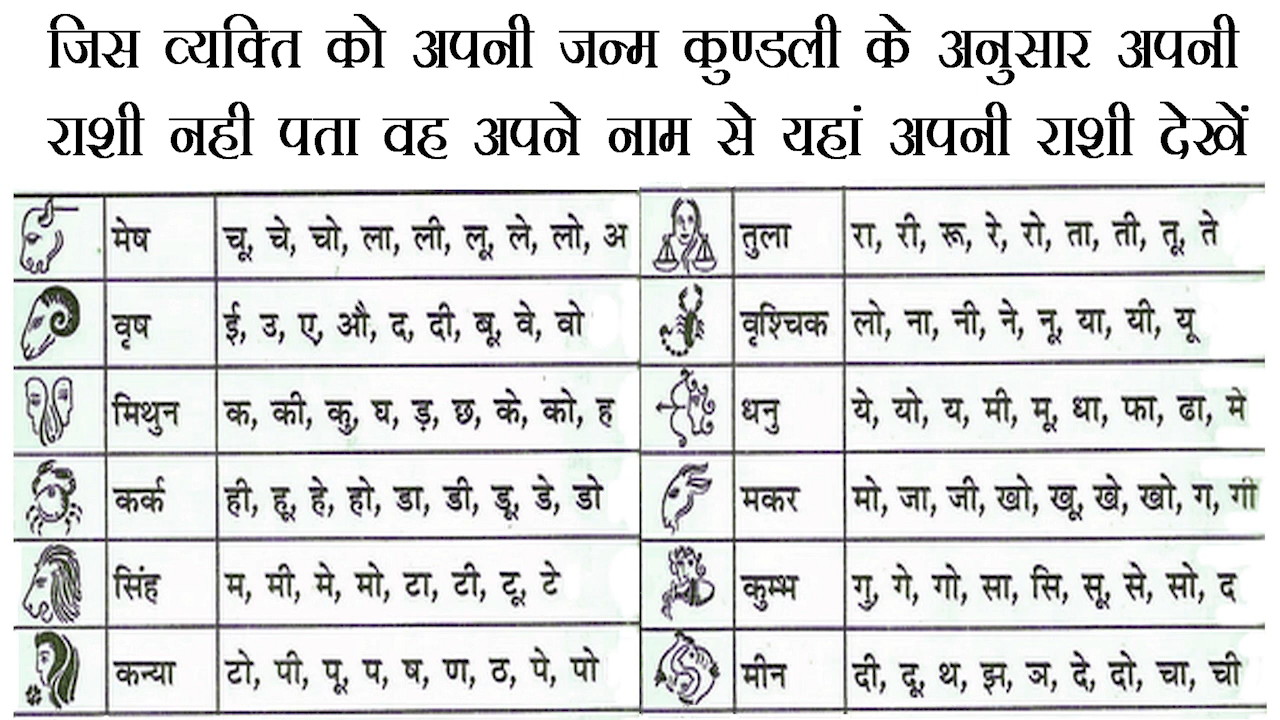 जिस व्यक्ति को अपनी जन्म कुण्डली के अनुसार अपनी
राशी नही पता वह अपने नाम से यहां अपनी राशी देखें
मेष चू, चे, चो, ला, ली, लू, ले, लो, अ
वृष ई, उ, ए, औ, द, दी, बू, वे, वो
मिथुन क, की, कु, घ, ड़, छ, के, को, ह
कर्क ही, हू, हे, हो, डा, डी, डू, डे, डो
सिंह म, मी, मे, मो, टा, टी, टू, टे
कन्या टो, पी, पू, प, ष, ण, ठ, पे, पो
तुला रा, री, रू, रे, रो, ता, ती, तू, ते
वृश्चिक लो, ना, नी, ने, नू, या, यी, यू
धनु ये, यो, य, मी, मू, धा, फा, ढा, मे
मकर मो, जा, जी, खो, खू, खे, खो, ग, गी
कुम्भ गु, गे, गो, सा, सि, सू, से, सो, द
मीन दी, दू, थ, झ, ञ, दे, दो, चा, ची